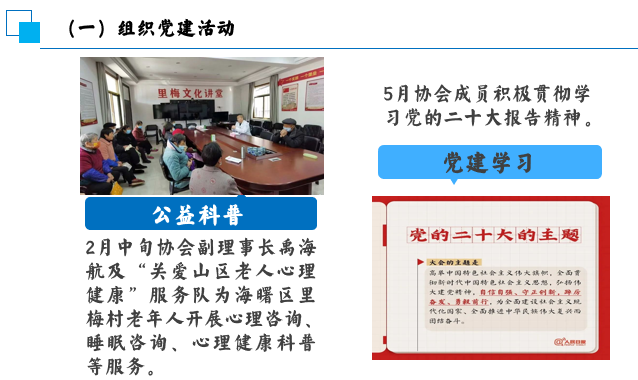 （一）组织党建活动
里梅文化讲堂
公益科普
2月中旬协会副理事长禹海
航及“关爱山区老人心理
健康”服务队为海曙区里
梅村老年人开展心理咨询、
睡眠咨询、心理健康科普
等服务。
5月协会成员积极贯彻学
习党的二十大报告精神。
党建学习
党的二十大的主题
大会的主题是
高举中国特色社会主义伟大旗帜，全面贯
彻新时代中国特色社会主义思想，弘扬伟
大建党精神，自信自强、守正创新，踔厉
奋发、勇毅前行，为全面建设社会主义现
代化国家、全面推进中华民族伟大复兴而
团结奋斗。
人民日报